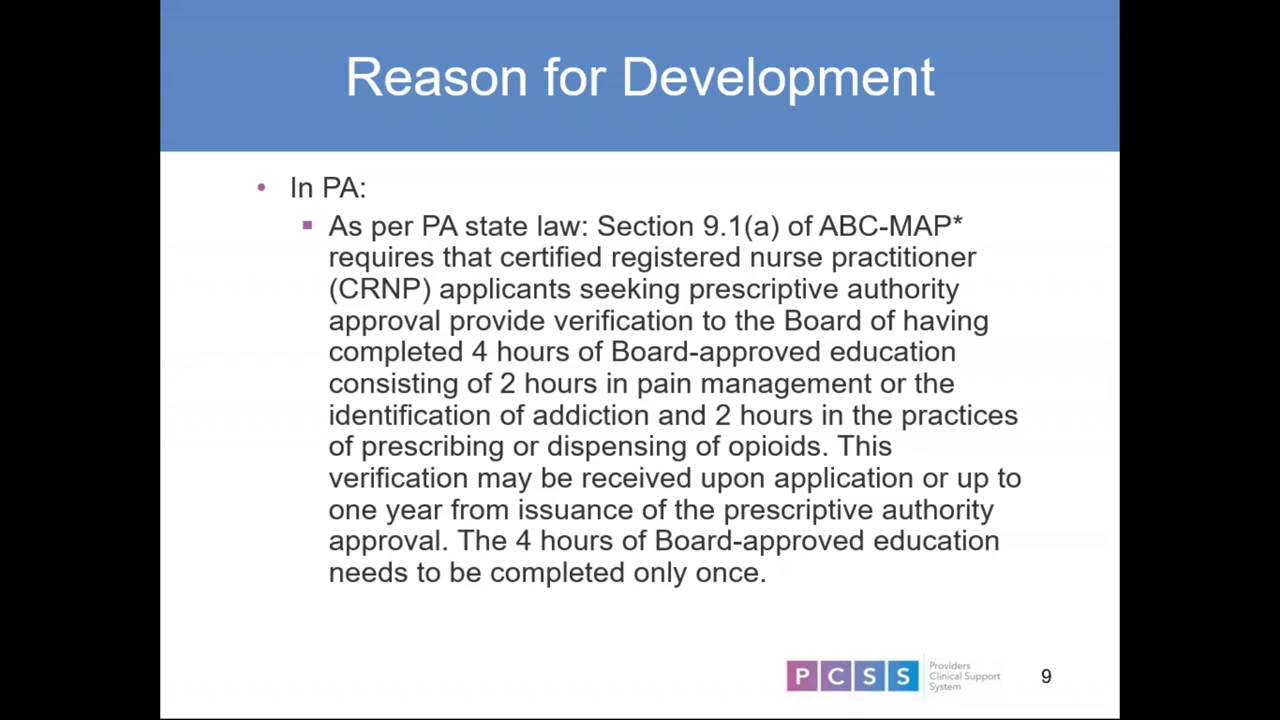 Reason for Development
• In PA:
▪ As per PA state law: Section 9.1(a) of ABC-MAP*
requires that certified registered nurse practitioner
(CRNP) applicants seeking prescriptive authority
approval provide verification to the Board of having
completed 4 hours of Board-approved education
consisting of 2 hours in pain management or the
identification of addiction and 2 hours in the practices
of prescribing or dispensing of opioids. This
verification may be received upon application or up to
one year from issuance of the prescriptive authority
approval. The 4 hours of Board-approved education
needs to be completed only once.
PCSS
Providers
Clinical Support
System
9